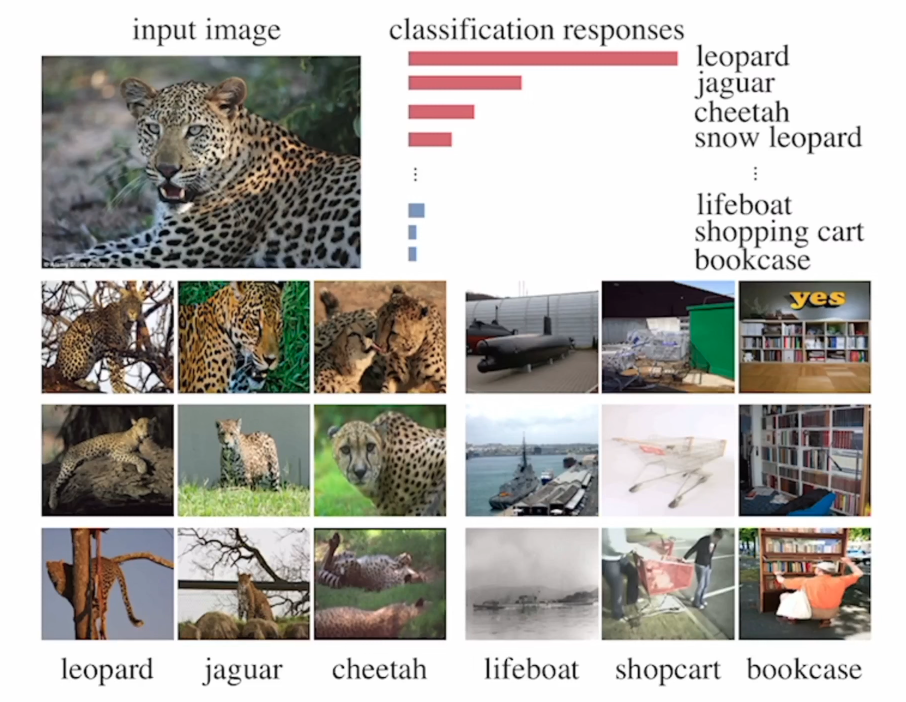 input image
classification responses
leopard
jaguar
cheetah
snow leopard
lifeboat
shopping cart
bookcase
yes
leopard
jaguar
cheetah
lifeboat
shopcart
bookcase